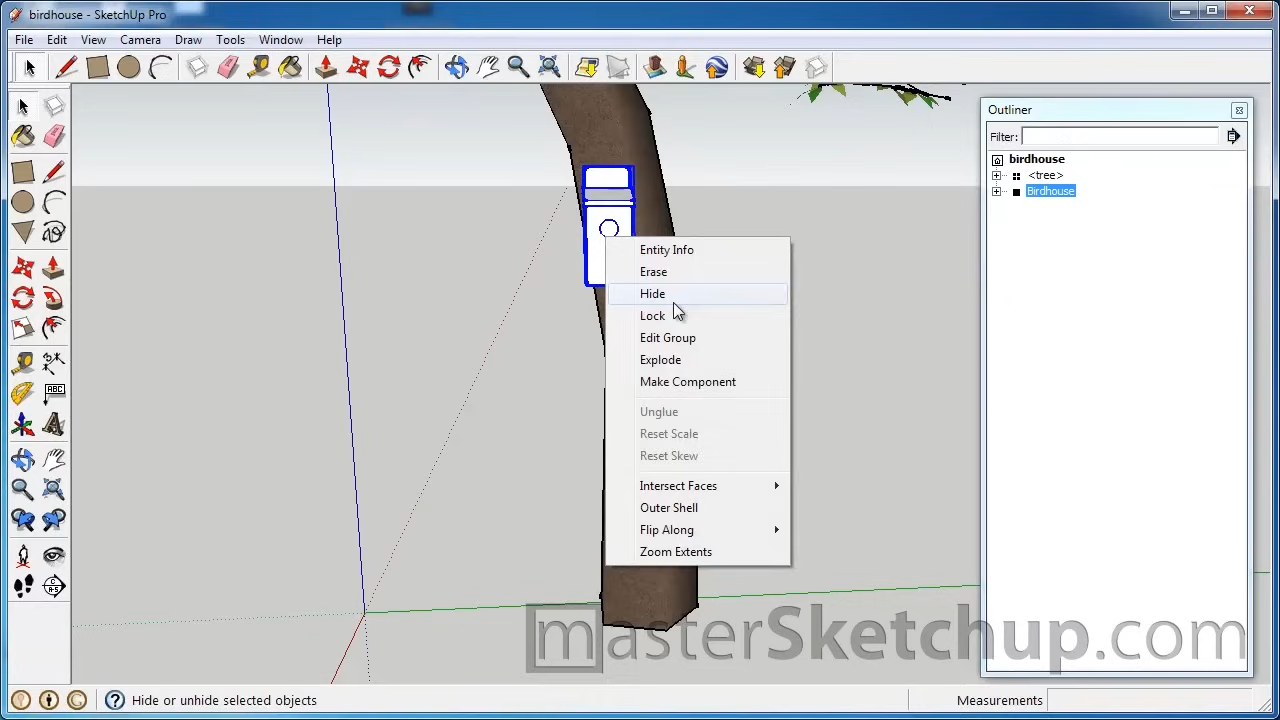 birdhouse - SketchUp Pro
File Edit View Camera Draw Tools Window Help
Outliner
Filter:
birdhouse
<tree>
Birdhouse
Entity Info
Erase
Hide
Lock
Edit Group
Explode
Make Component
Unglue
Reset Scale
Reset Skew
Intersect Faces
Outer Shell
Flip Along
Zoom Extents
ABC
masterSketchup.com
Hide or unhide selected objects
Measurements